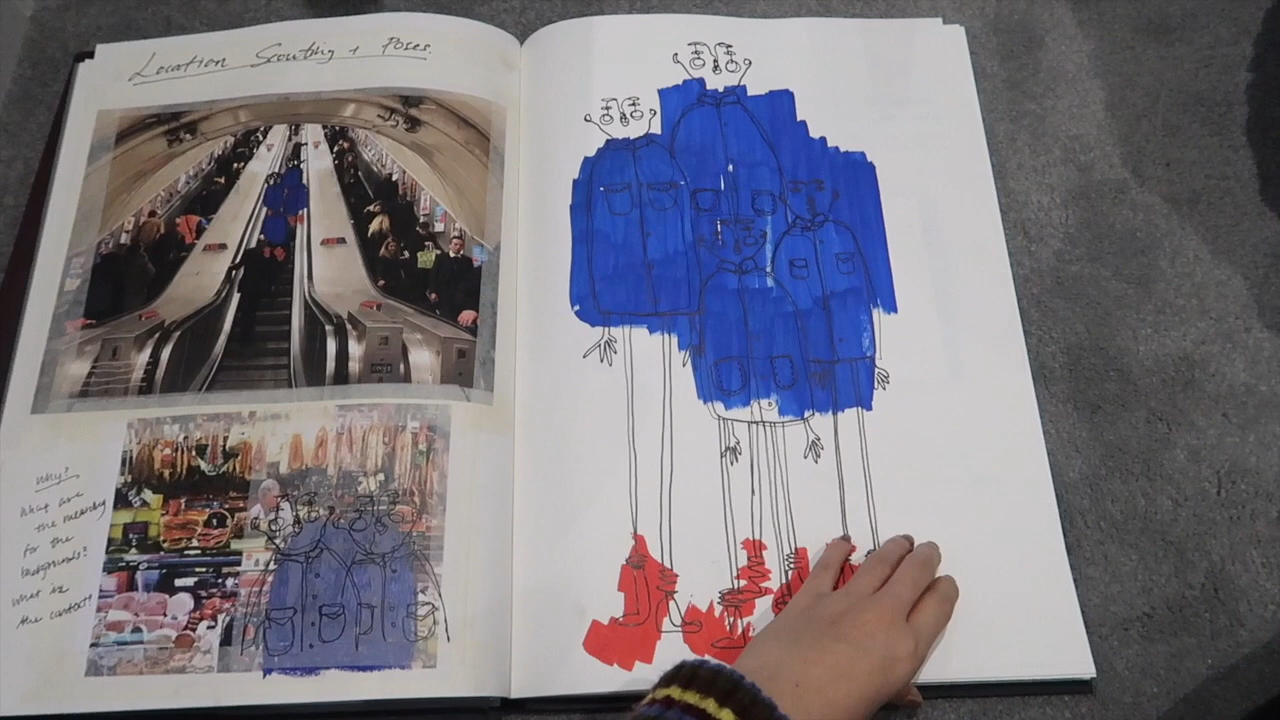 Location Scouting + Poses.
Why?
What are
the meaning
for the
backgrounds?
What is
the context?